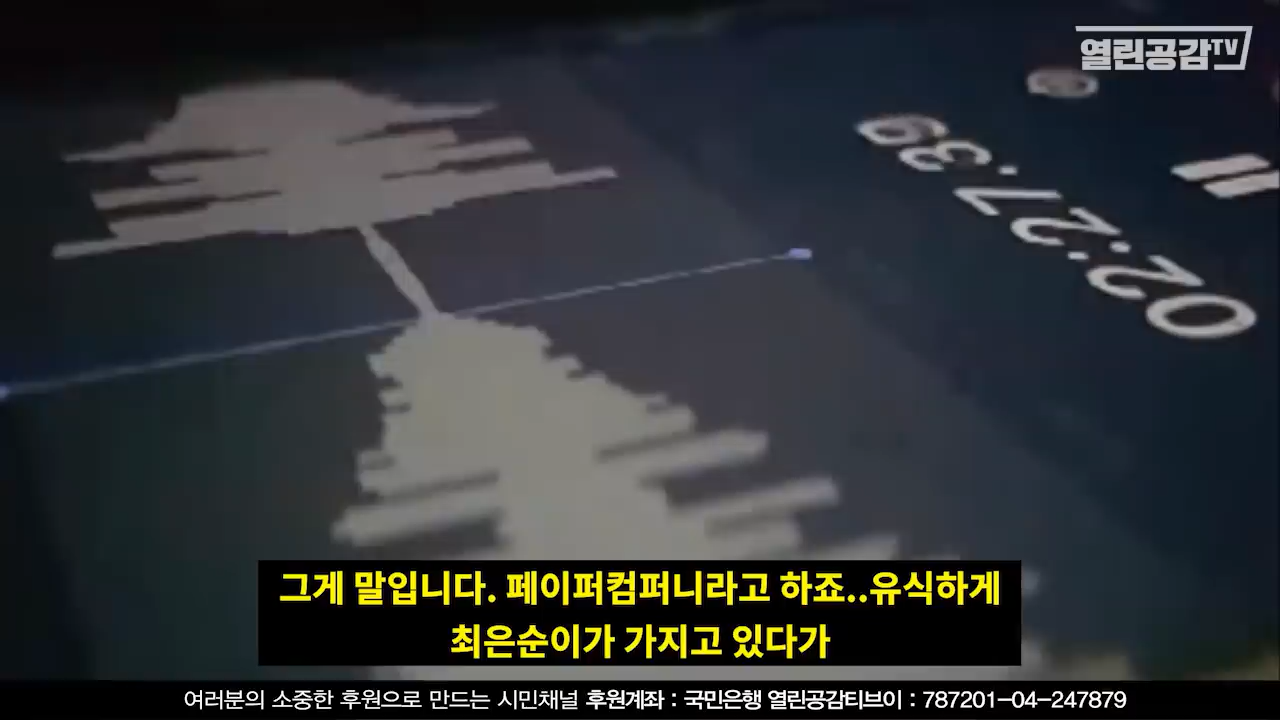 열린공감TV
02:27.39
그게 말입니다. 페이퍼컴퍼니라고 하죠..유식하게
최은순이가 가지고 있다가
여러분의 소중한 후원으로 만드는 시민채널 후원계좌 : 국민은행 열린공감티브이 : 787201-04-247879